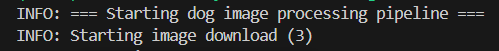 INFO: === Starting dog image processing pipeline ===
INFO: Starting image download (3)